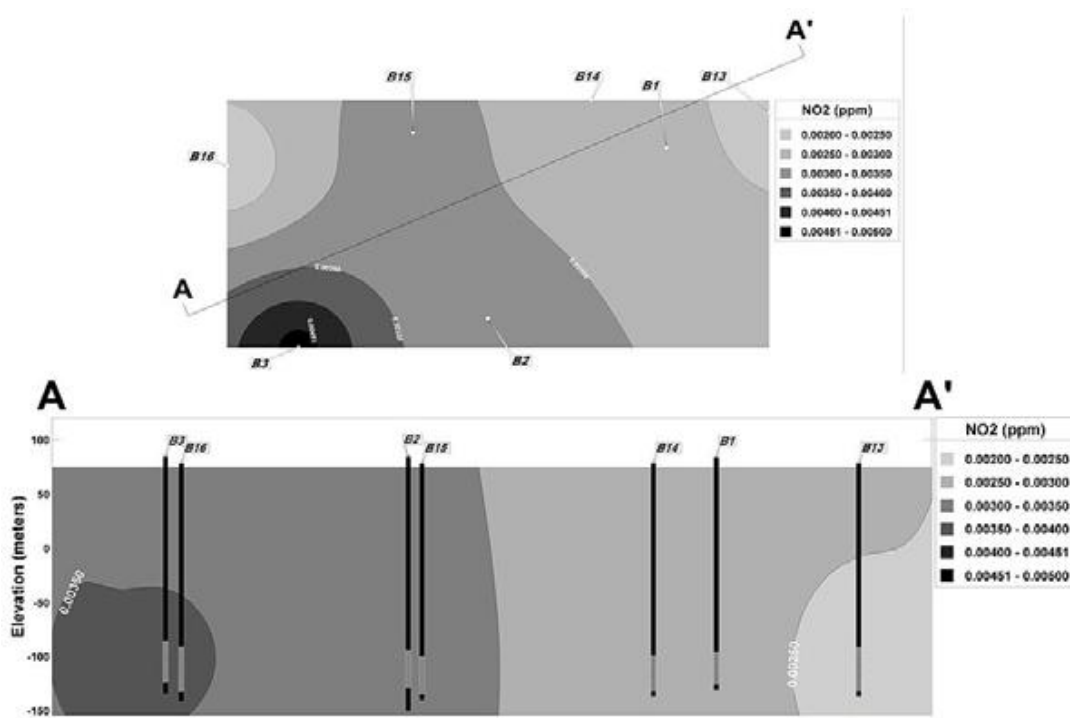 A'
B15
B14
B1
B13
NO2 (ppm)
0.00200 - 0.00250
0.00250 - 0.00300
0.00300 - 0.00350
0.00350 - 0.00400
0.00400 - 0.00451
0.00451 - 0.00500
B16
A
B3
B2
A
A'
NO2 (ppm)
0.00200 - 0.00250
0.00250 - 0.00300
0.00300 - 0.00350
0.00350 - 0.00400
0.00400 - 0.00451
0.00451 - 0.00500
100
B3
B16
B2
B15
B14
B1
B13
50
0
-50
-100
-150
Elevation (meters)
0.00350
0.00250